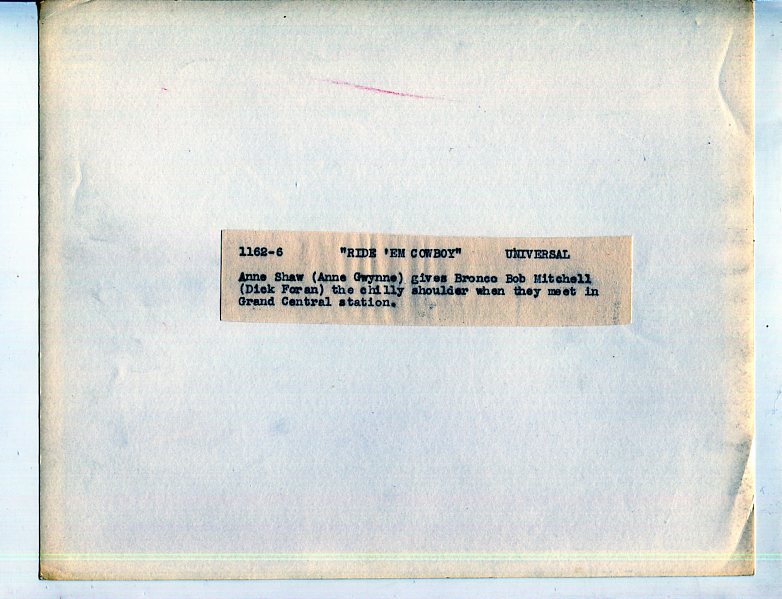 1162-6 "RIDE 'EM COWBOY" UNIVERSAL
Anne Shaw (Anne Gwynne) gives Bronco Bob Mitchell
(Dick Foran) the chilly shoulder when they meet in
Grand Central station.